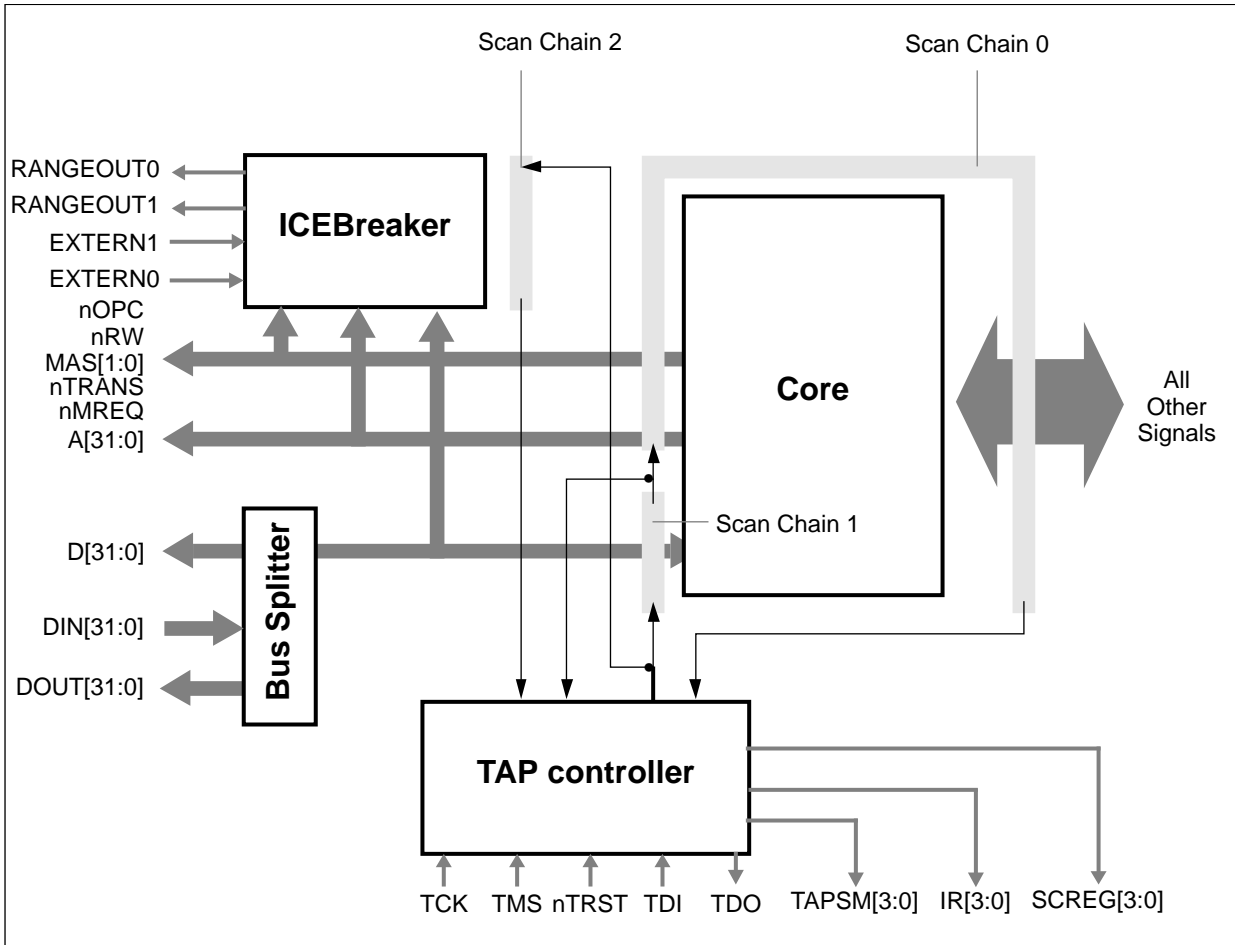 Scan Chain 2
Scan Chain 0
RANGEOUT0
RANGEOUT1
EXTERN1
EXTERN0
nOPC
nRW
MAS[1:0]
nTRANS
nMREQ
A[31:0]
ICEBreaker
Core
All
Other
Signals
Scan Chain 1
D[31:0]
DIN[31:0]
DOUT[31:0]
Bus Splitter
TAP controller
TCK
TMS
nTRST
TDI
TDO
TAPSM[3:0]
IR[3:0]
SCREG[3:0]